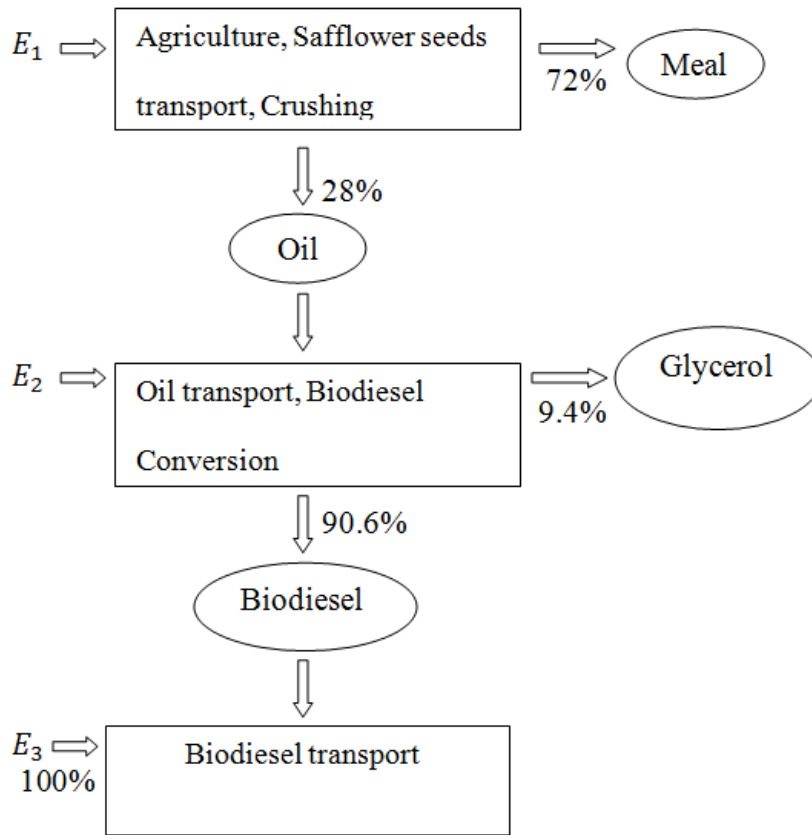 E₁
Agriculture, Safflower seeds
transport, Crushing
72%
Meal
28%
Oil
E₂
Oil transport, Biodiesel
Conversion
9.4%
Glycerol
90.6%
Biodiesel
E₃
100%
Biodiesel transport